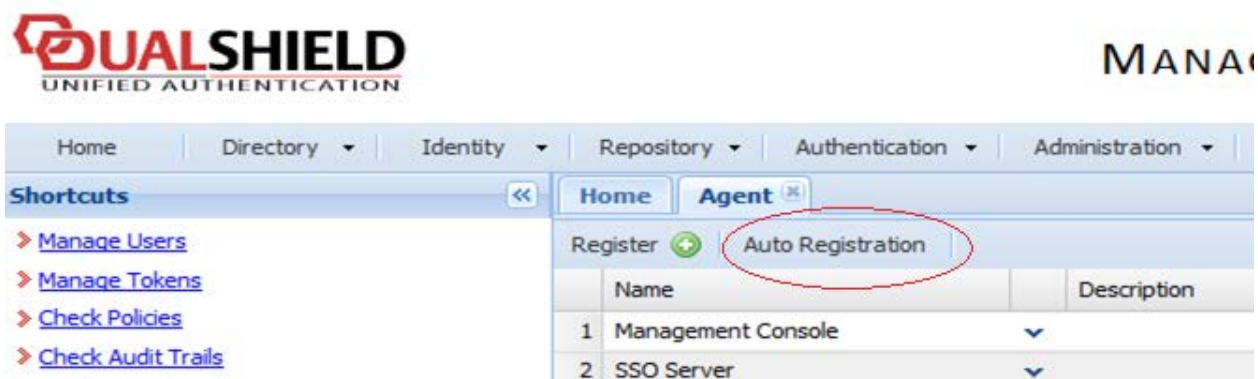 DUALSHIELD
UNIFIED AUTHENTICATION
Home Directory Identity Repository Authentication Administration
Shortcuts
Manage Users
Manage Tokens
Check Policies
Check Audit Trails
Home Agent
Register Auto Registration
Name Description
1 Management Console
2 SSO Server